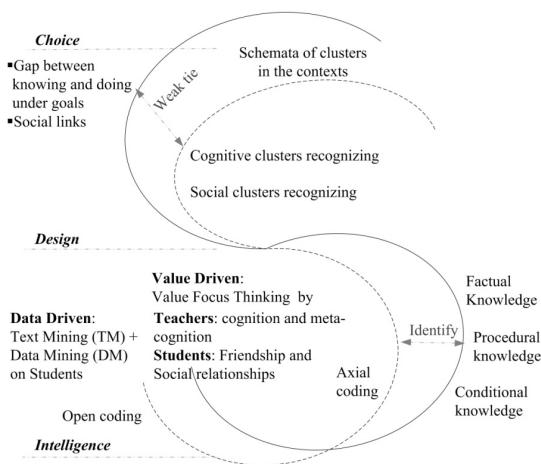 Choice
▪Gap between
knowing and doing
under goals
▪Social links
Weak tie
Schemata of clusters
in the contexts
Cognitive clusters recognizing
Social clusters recognizing
Design
Value Driven:
Value Focus Thinking by
Teachers: cognition and meta-
cognition
Students: Friendship and
Social relationships
Data Driven:
Text Mining (TM) +
Data Mining (DM)
on Students
Axial
coding
Identify
Factual
Knowledge
Procedural
knowledge
Conditional
knowledge
Open coding
Intelligence